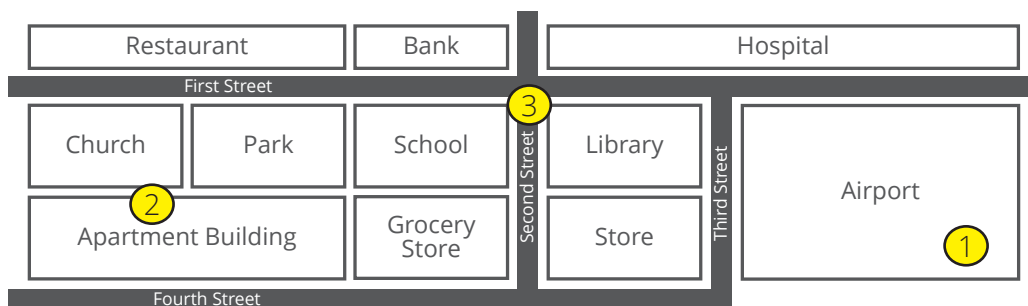 Restaurant
Bank
Hospital
First Street
3
Church
Park
School
Second Street
Library
Third Street
Airport
2
Apartment Building
Grocery
Store
Store
1
Fourth Street